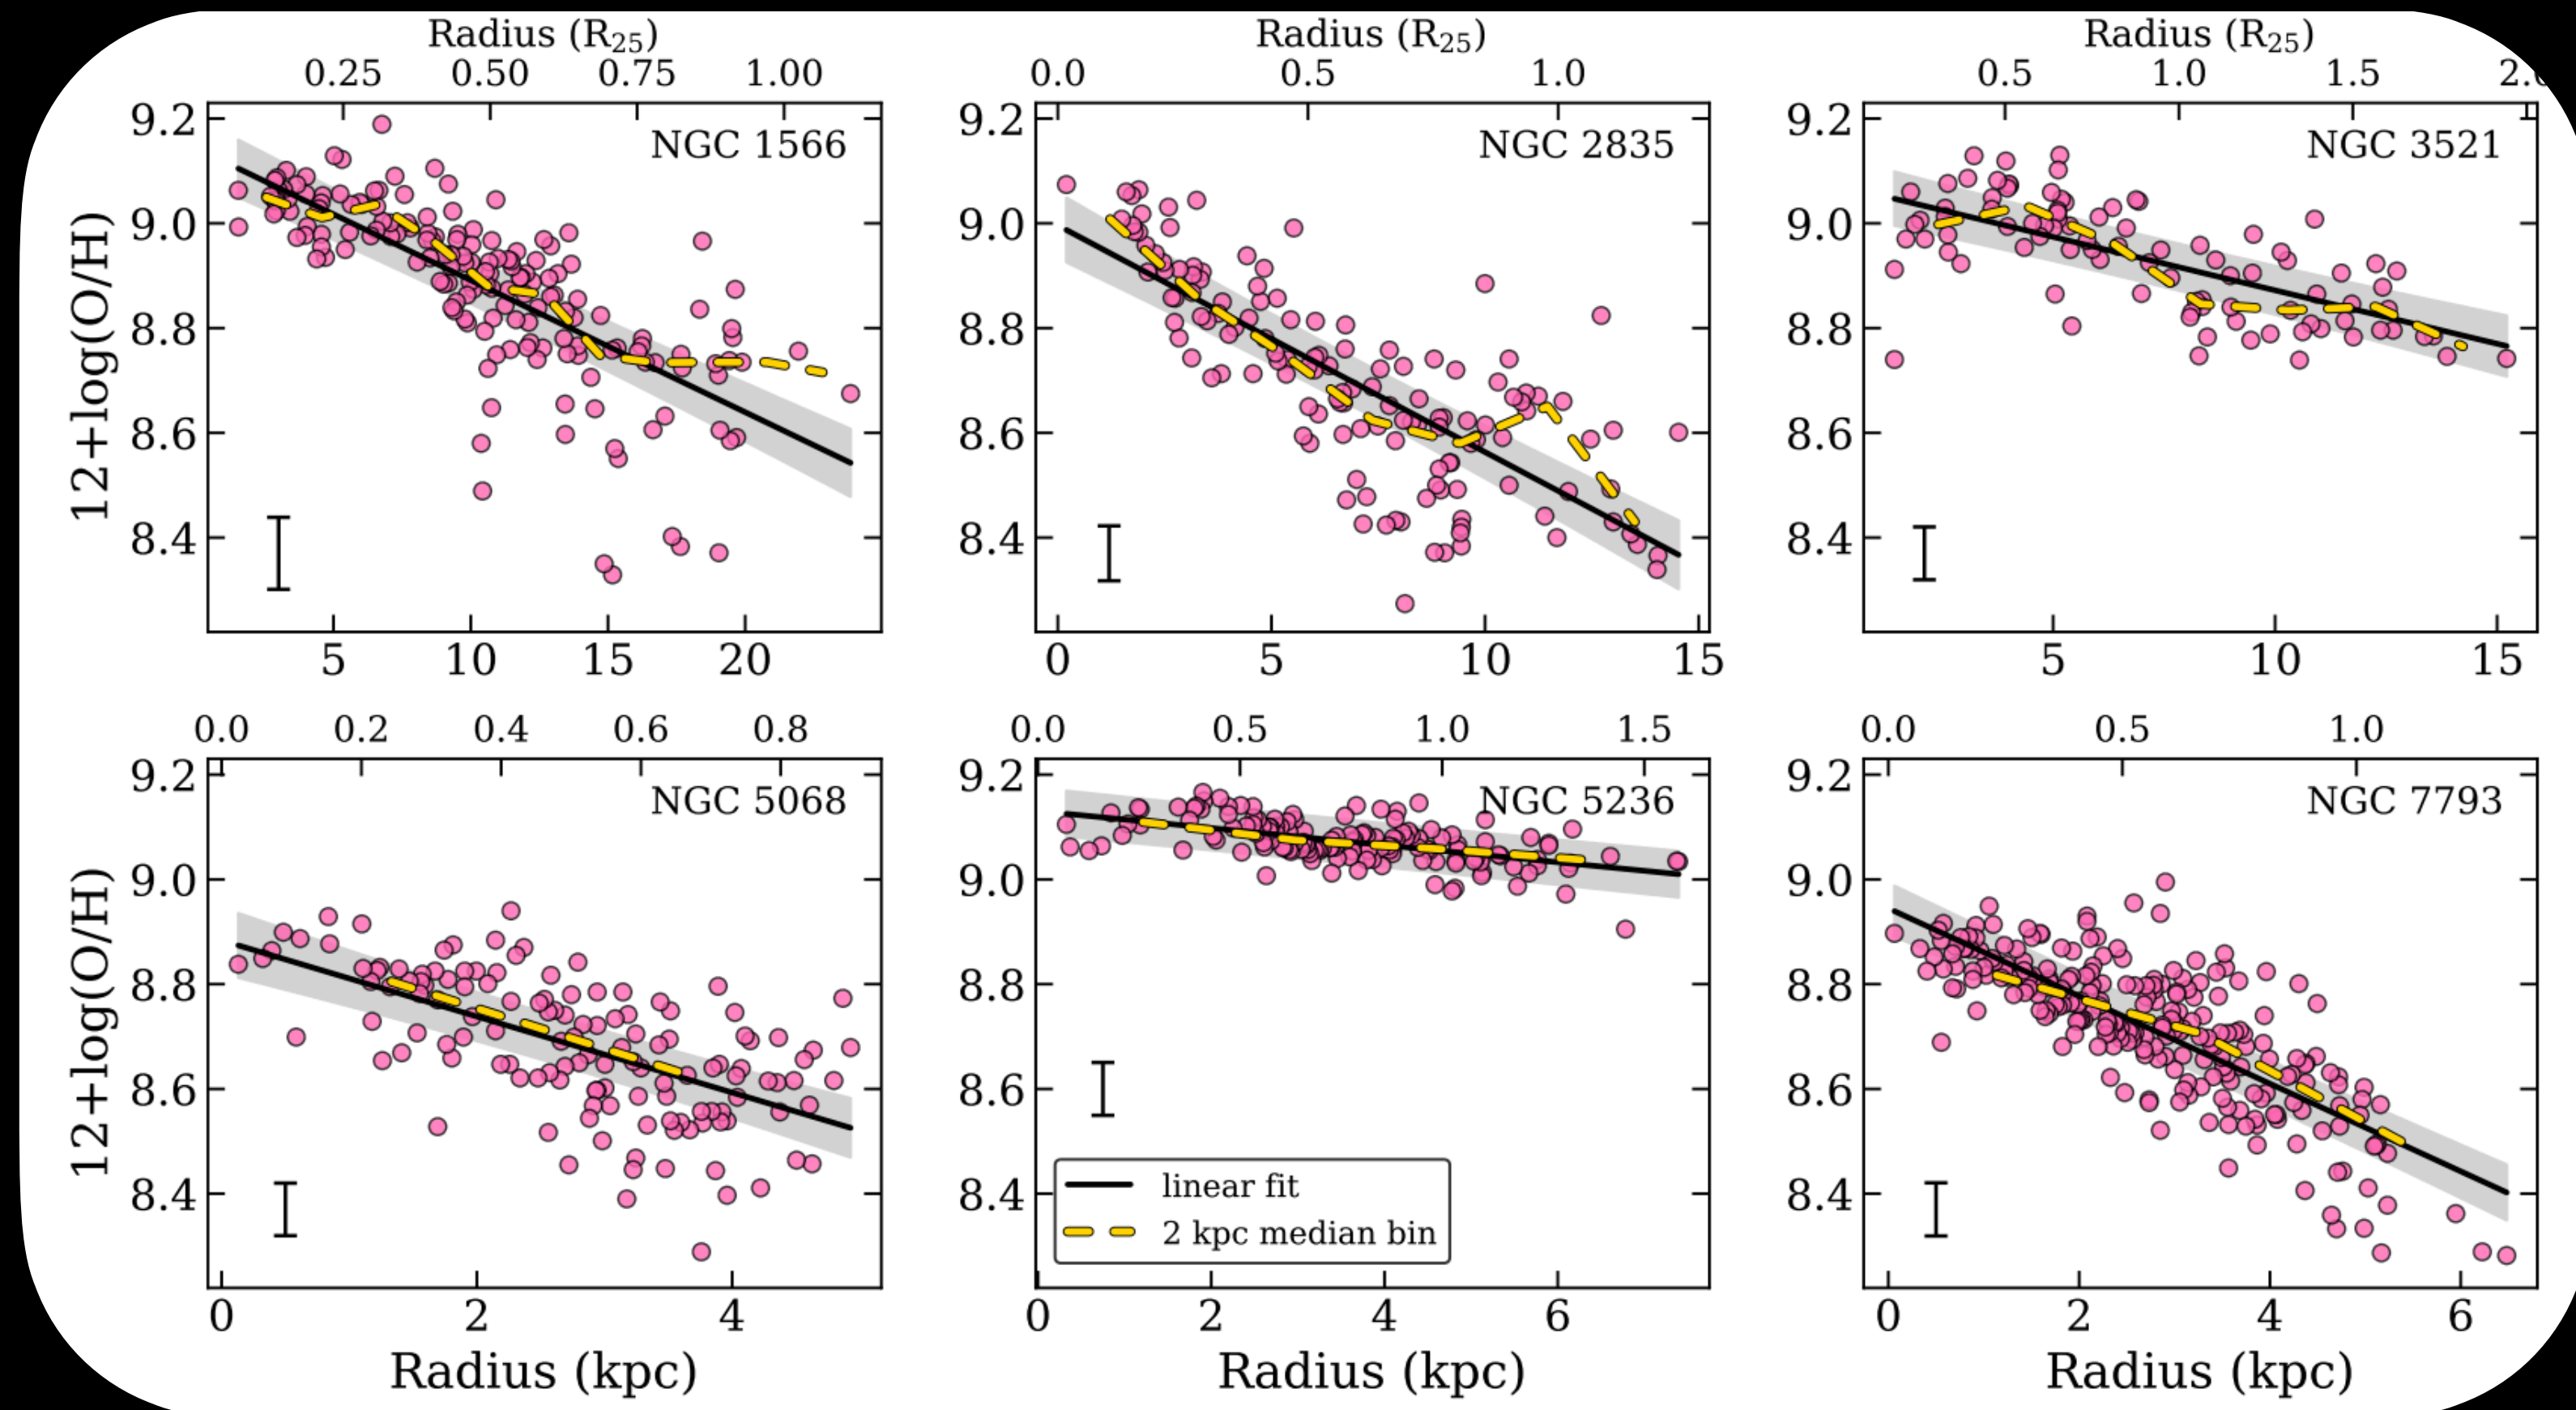 Radius (R25) Radius (R25) Radius (R25)
0.25 0.50 0.75 1.00 0.0 0.5 1.0 0.5 1.0 1.5
9.2 9.0 8.8 8.6 8.4
12+log(O/H)
NGC 1566
5 10 15 20
9.2 9.0 8.8 8.6 8.4
NGC 2835
0 5 10 15
9.2 9.0 8.8 8.6 8.4
NGC 3521
5 10 15
0.0 0.2 0.4 0.6 0.8 0.0 0.5 1.0 1.5 0.0 0.5 1.0
9.2 9.0 8.8 8.6 8.4
12+log(O/H)
NGC 5068
0 2 4
Radius (kpc)
9.2 9.0 8.8 8.6 8.4
NGC 5236
linear fit
2 kpc median bin
0 2 4 6
Radius (kpc)
9.2 9.0 8.8 8.6 8.4
NGC 7793
0 2 4 6
Radius (kpc)